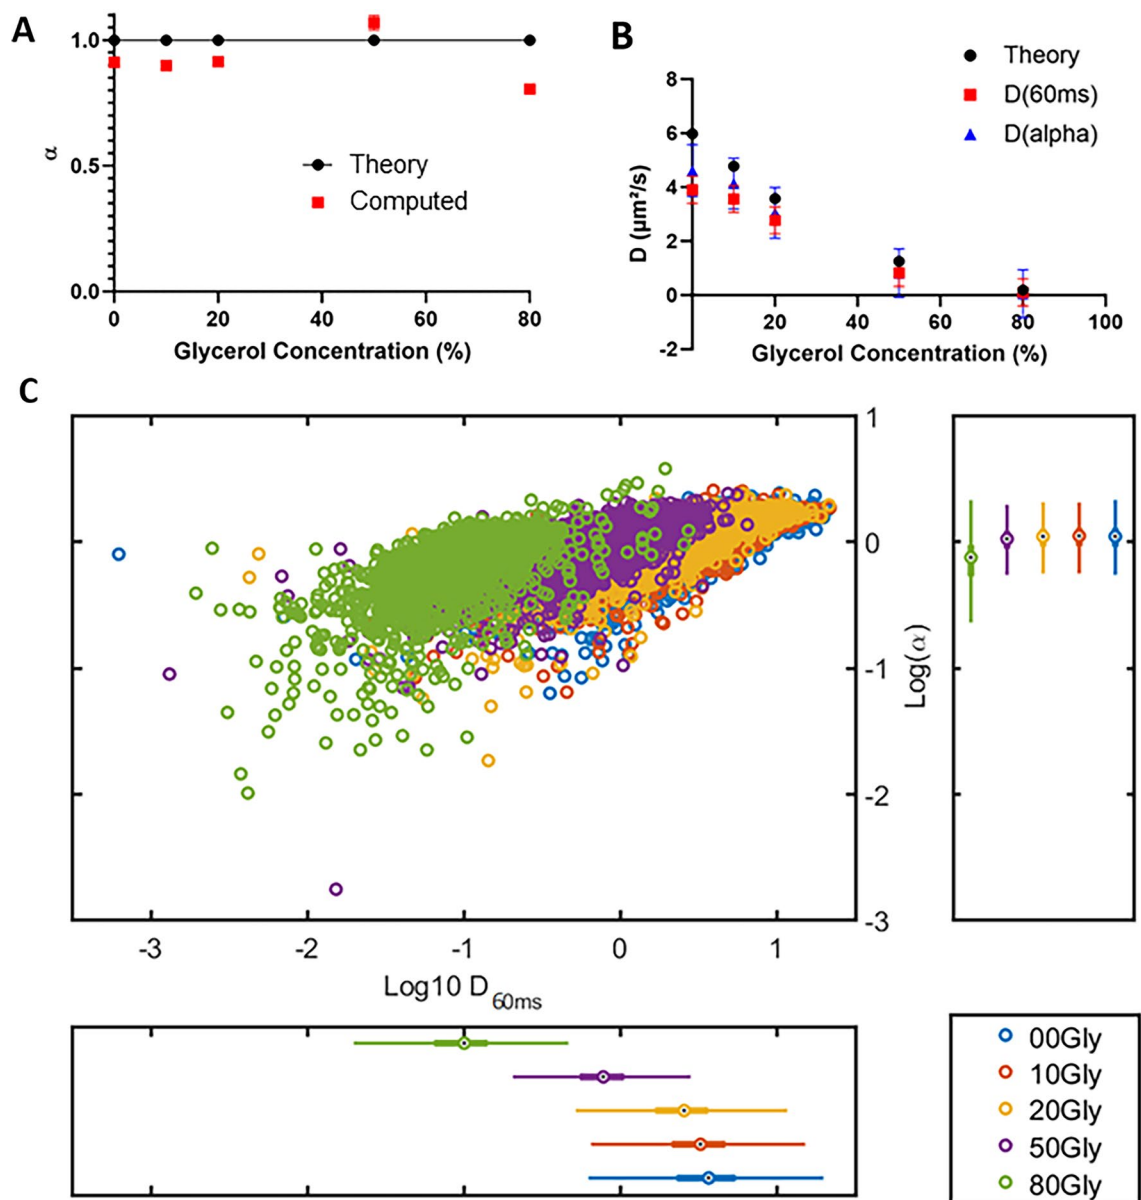 A
1.0
0.5
0.0
α
0
20
40
60
80
Glycerol Concentration (%)
Theory
Computed
B
8
6
4
2
0
-2
D (μm²/s)
20
40
60
80
100
Glycerol Concentration (%)
Theory
D(60ms)
D(alpha)
C
1
0
-1
-2
-3
Log(α)
-3
-2
-1
0
1
Log10 D 60ms
00Gly
10Gly
20Gly
50Gly
80Gly